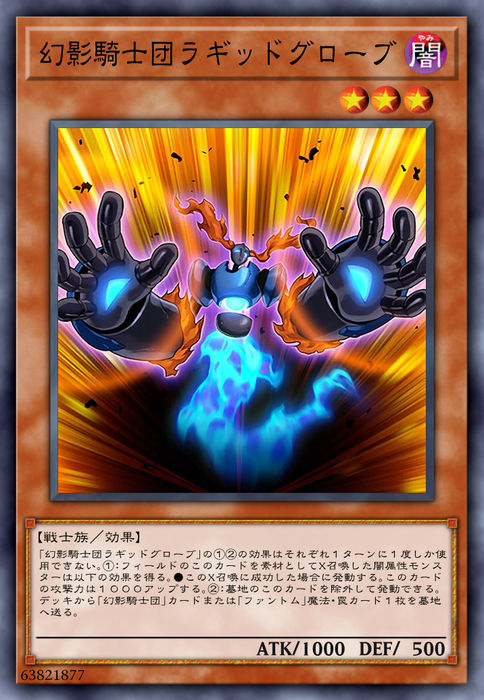 幻影騎士団ラギッドグローブ
やみ
闇
【戦士族／効果】
「幻影騎士団ラギッドグローブ」の①②の効果はそれぞれ１ターンに１度しか使
用できない。①：フィールドのこのカードを素材としてX召喚した闇属性モンス
ターは以下の効果を得る。●このX召喚に成功した場合に発動する。このカード
の攻撃力は１０００アップする。②：墓地のこのカードを除外して発動できる。
デッキから「幻影騎士団」カードまたは「ファントム」魔法・罠カード１枚を墓地
へ送る。
ATK/1000 DEF/ 500
63821877